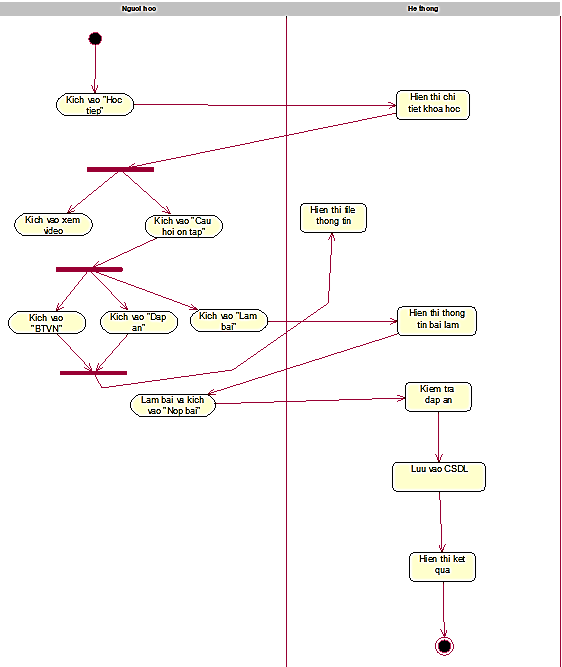 Nguoi hoc
He thong
Kich vao "Hoc
tiep"
Hien thi chi
tiet khoa hoc
Kich vao xem
video
Kich vao "Cau
hoi on tap"
Hien thi file
thong tin
Kich vao
"BTVN"
Kich vao "Dap
an"
Kich vao "Lam
bai"
Hien thi thong
tin bai lam
Lam bai va kich
vao "Nop bai"
Kiem tra
dap an
Luu vao CSDL
Hien thi ket
qua